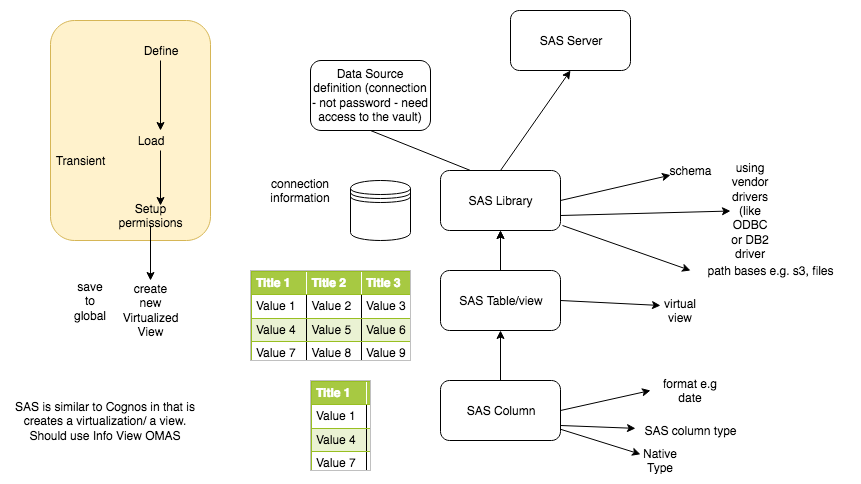 Define
Load
Transient
Setup
permissions
save
to
global
create
new
Virtualized
View
SAS is similar to Cognos in that is
creates a virtualization/ a view.
Should use Info View OMAS
SAS Server
Data Source
definition (connection
- not password - need
access to the vault)
connection
information
SAS Library
schema
using
vendor
drivers
(like
ODBC
or DB2
driver
path bases e.g. s3, files
Title 1 Title 2 Title 3
Value 1 Value 2 Value 3
Value 4 Value 5 Value 6
Value 7 Value 8 Value 9
SAS Table/view
virtual
view
Title 1
Value 1
Value 4
Value 7
SAS Column
format e.g
date
SAS column type
Native
Type